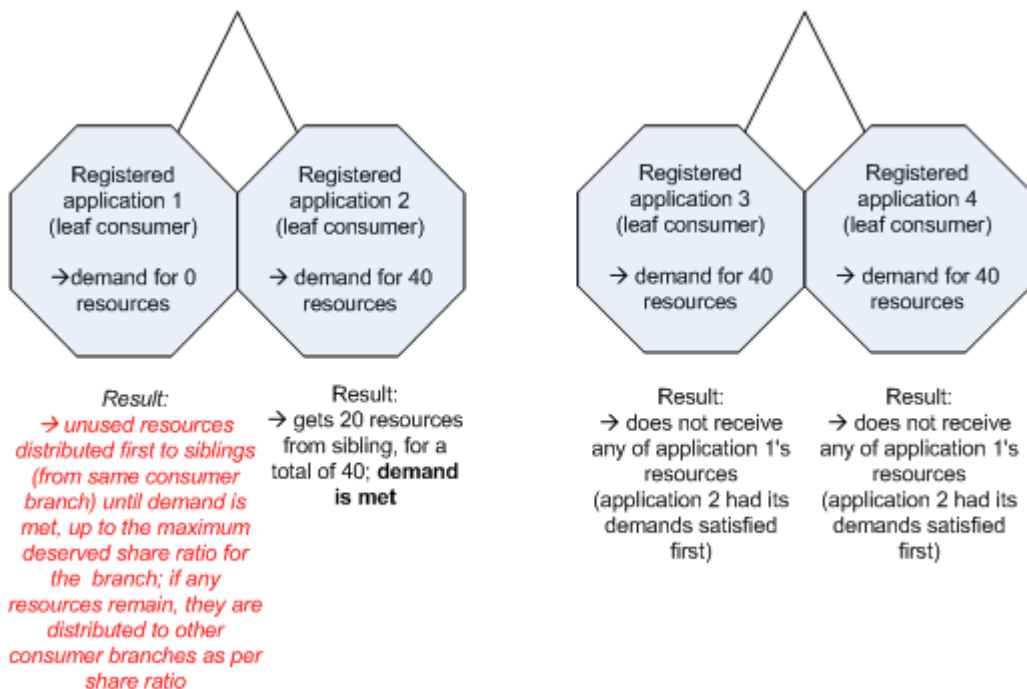 Registered
application 1
(leaf consumer)
→demand for 0
resources
Registered
application 2
(leaf consumer)
→ demand for 40
resources
Registered
application 3
(leaf consumer)
→ demand for 40
resources
Registered
application 4
(leaf consumer)
→ demand for 40
resources
Result:
→ unused resources
distributed first to siblings
(from same consumer
branch) until demand is
met, up to the maximum
deserved share ratio for
the branch; if any
resources remain, they are
distributed to other
consumer branches as per
share ratio
Result:
→ gets 20 resources
from sibling, for a
total of 40; demand
is met
Result:
→ does not receive
any of application 1's
resources
(application 2 had its
demands satisfied
first)
Result:
→ does not receive
any of application 1's
resources
(application 2 had its
demands satisfied
first)